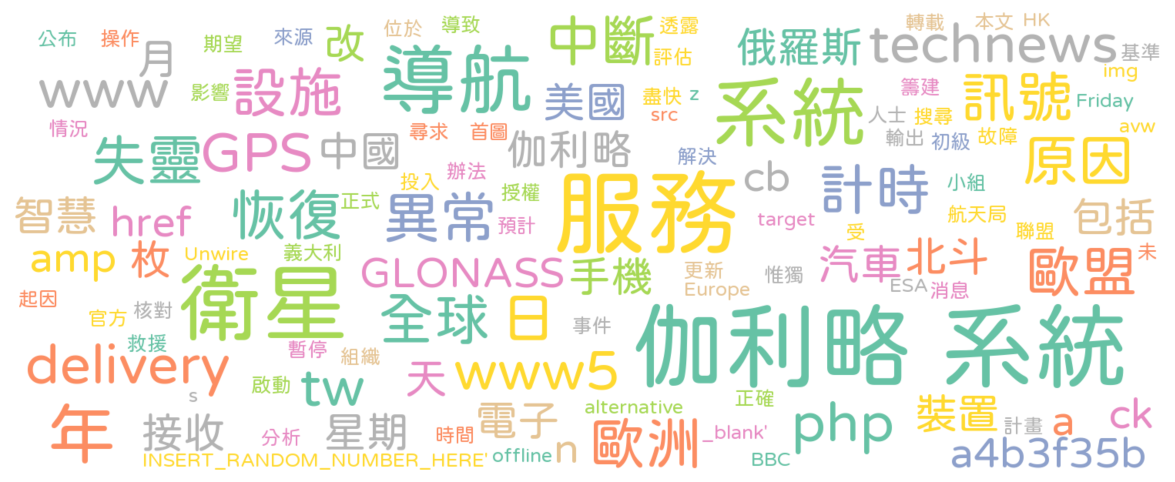 公布 操作 月 期望 來源 改 位於 導致 中斷 透露 評估 俄羅斯 轉載 本文 HK
technews 基準
www 影響 設施 導航 美國 盡快 z src 系統 籌建 訊號 img Friday
情況 失靈 GPS 中國 尋求 首圖 伽利略 解決 人士 搜尋 輸出 初級 故障 avw 原因
智慧 href 恢復 正式 投入 辦法 異常 授權 預計 服務 cb target 計時 小組 航天局 包括
amp 枚 Unwire 義大利 GLONASS 手機 更新 Europe 惟獨 受 汽車 北斗 聯盟 歐盟 未
起因 官方 核對 救援 衛星 全球 日 事件 ESA 消息
delivery s 暫停 組織 啟動 tw 天 www5 伽利略 系統
年 接收 分析 星期 時間 電子 alternative 歐洲 正確 php 裝置 計畫 a ck
INSERT_RANDOM_NUMBER_HERE' offline n _blank' BBC a4b3f35b